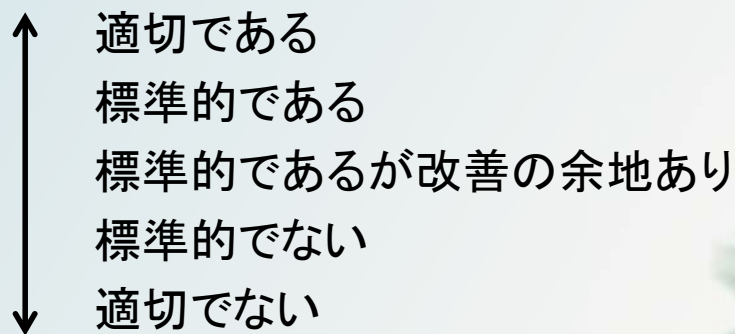 適切である
標準的である
標準的であるが改善の余地あり
標準的でない
適切でない